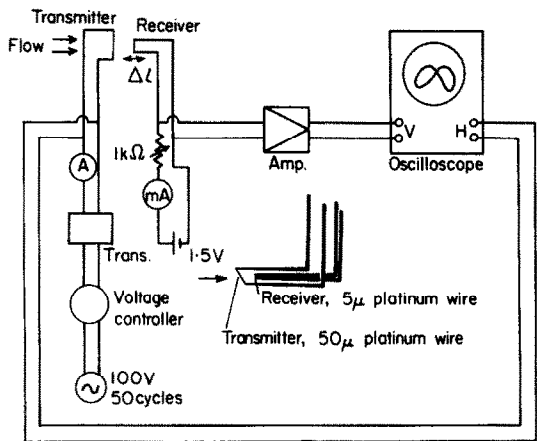 Transmitter
Receiver
Flow
Δl
1kΩ
A
mA
Amp.
V
H
Oscilloscope
Trans.
1·5V
Voltage
controller
Receiver, 5μ platinum wire
Transmitter, 50μ platinum wire
100V
50cycles